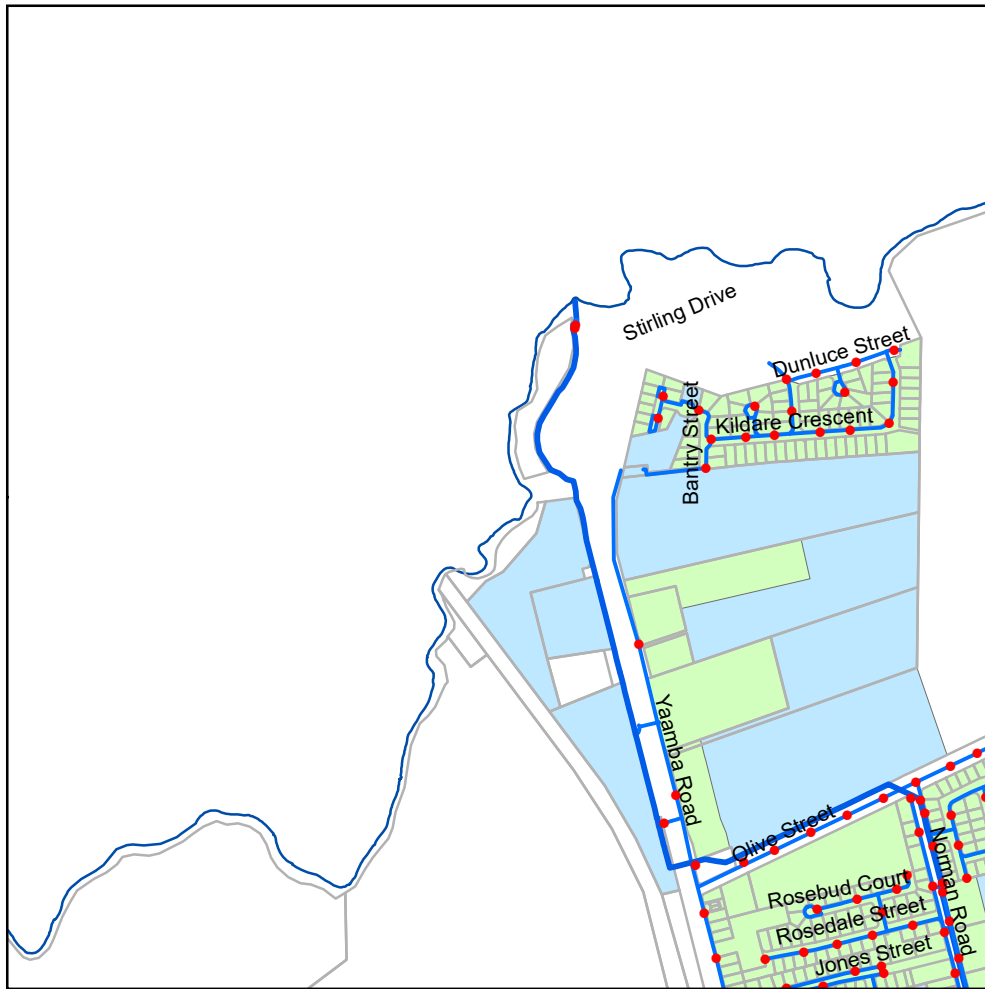 Stirling Drive
Dunluce Street
Kildare Crescent
Bantry Street
Yaamba Road
Olive Street
Norman Road
Rosebud Court
Rosedale Street
Jones Street